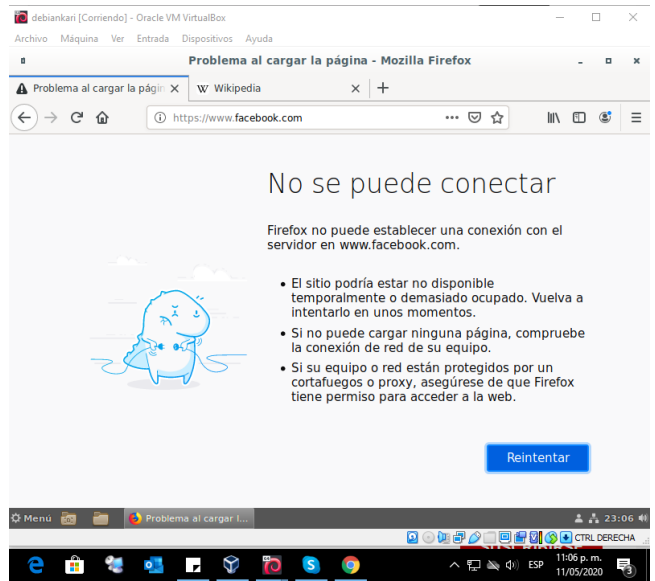 debiankari [Corriendo] - Oracle VM VirtualBox
Archivo Máquina Ver Entrada Dispositivos Ayuda
Problema al cargar la página - Mozilla Firefox
Problema al cargar la págin
W Wikipedia
https://www.facebook.com
No se puede conectar
Firefox no puede establecer una conexión con el
servidor en www.facebook.com.
• El sitio podría estar no disponible
temporalmente o demasiado ocupado. Vuelva a
intentarlo en unos momentos.
• Si no puede cargar ninguna página, compruebe
la conexión de red de su equipo.
• Si su equipo o red están protegidos por un
cortafuegos o proxy, asegúrese de que Firefox
tiene permiso para acceder a la web.
Reintentar
Menú
Problema al cargar l...
23:06
CTRL DERECHA
ESP
11:06 p. m.
11/05/2020
3